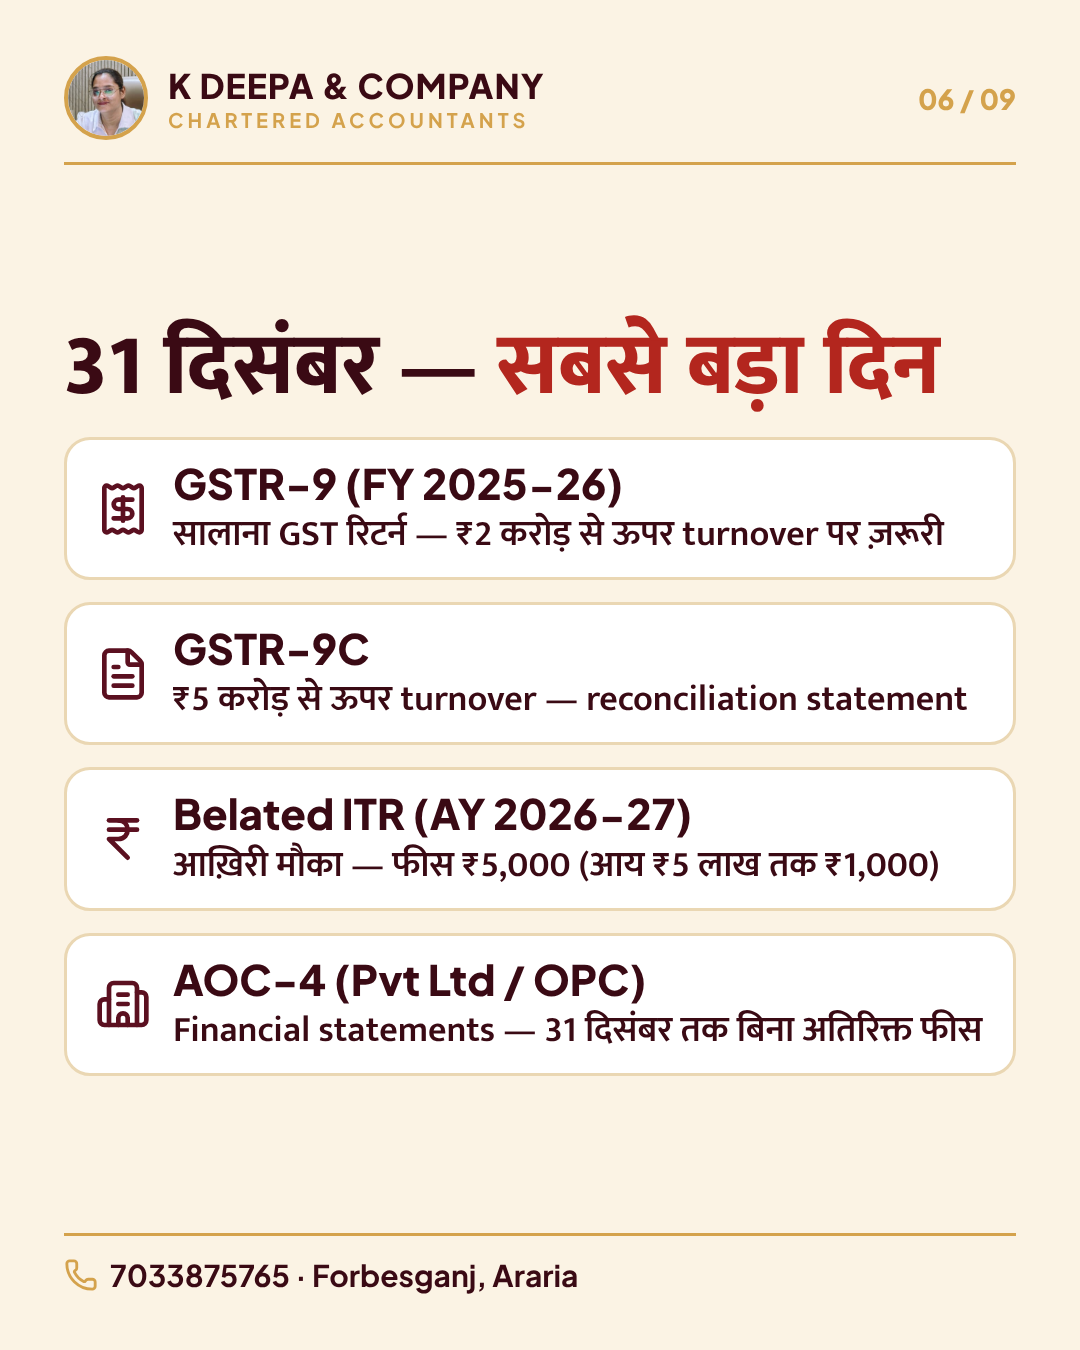 K DEEPA & COMPANY
CHARTERED ACCOUNTANTS
06 / 09
31 दिसंबर — सबसे बड़ा दिन
GSTR-9 (FY 2025-26)
सालाना GST रिटर्न — ₹2 करोड़ से ऊपर turnover पर ज़रूरी
GSTR-9C
₹5 करोड़ से ऊपर turnover — reconciliation statement
Belated ITR (AY 2026-27)
आख़िरी मौका — फीस ₹5,000 (आय ₹5 लाख तक ₹1,000)
AOC-4 (Pvt Ltd / OPC)
Financial statements — 31 दिसंबर तक बिना अतिरिक्त फीस
7033875765 · Forbesganj, Araria